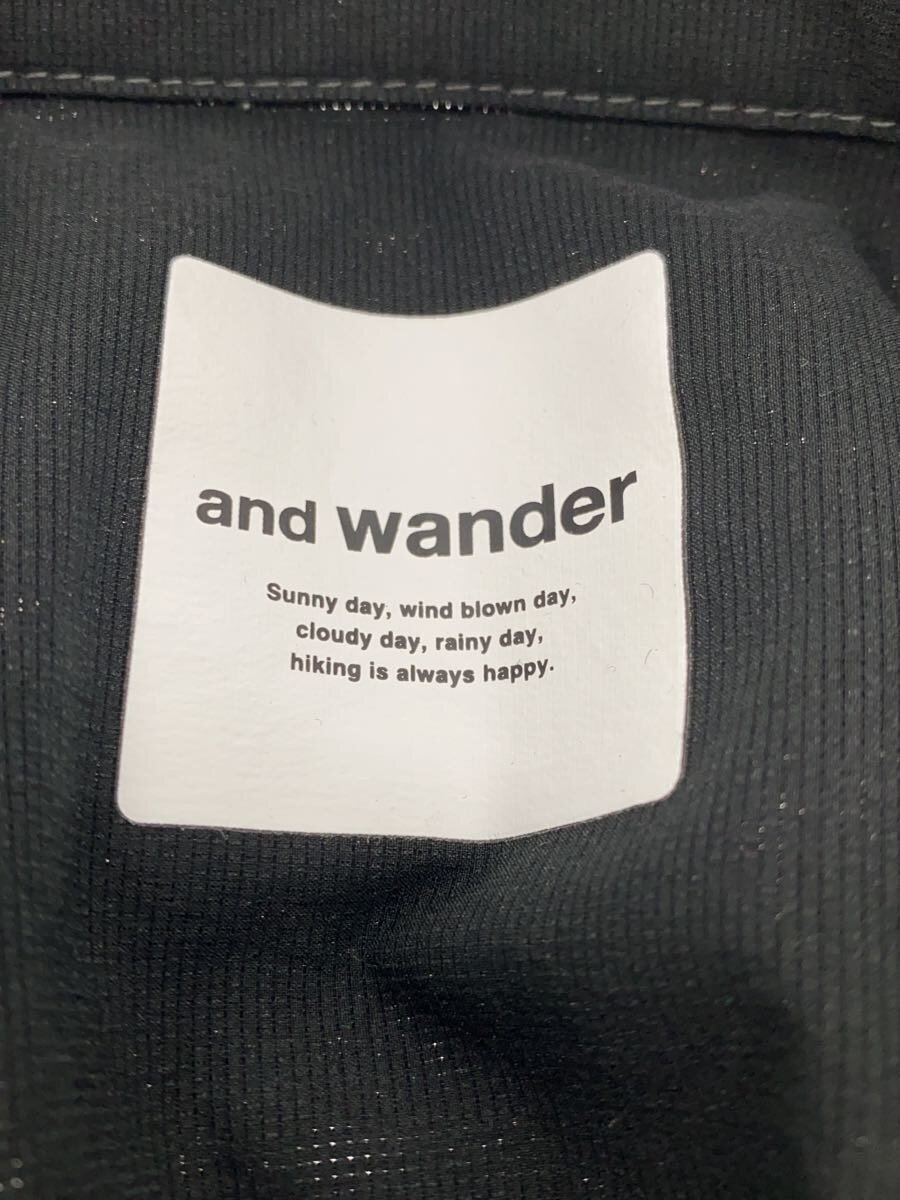 and wander
Sunny day, wind blown day,
cloudy day, rainy day,
hiking is always happy.